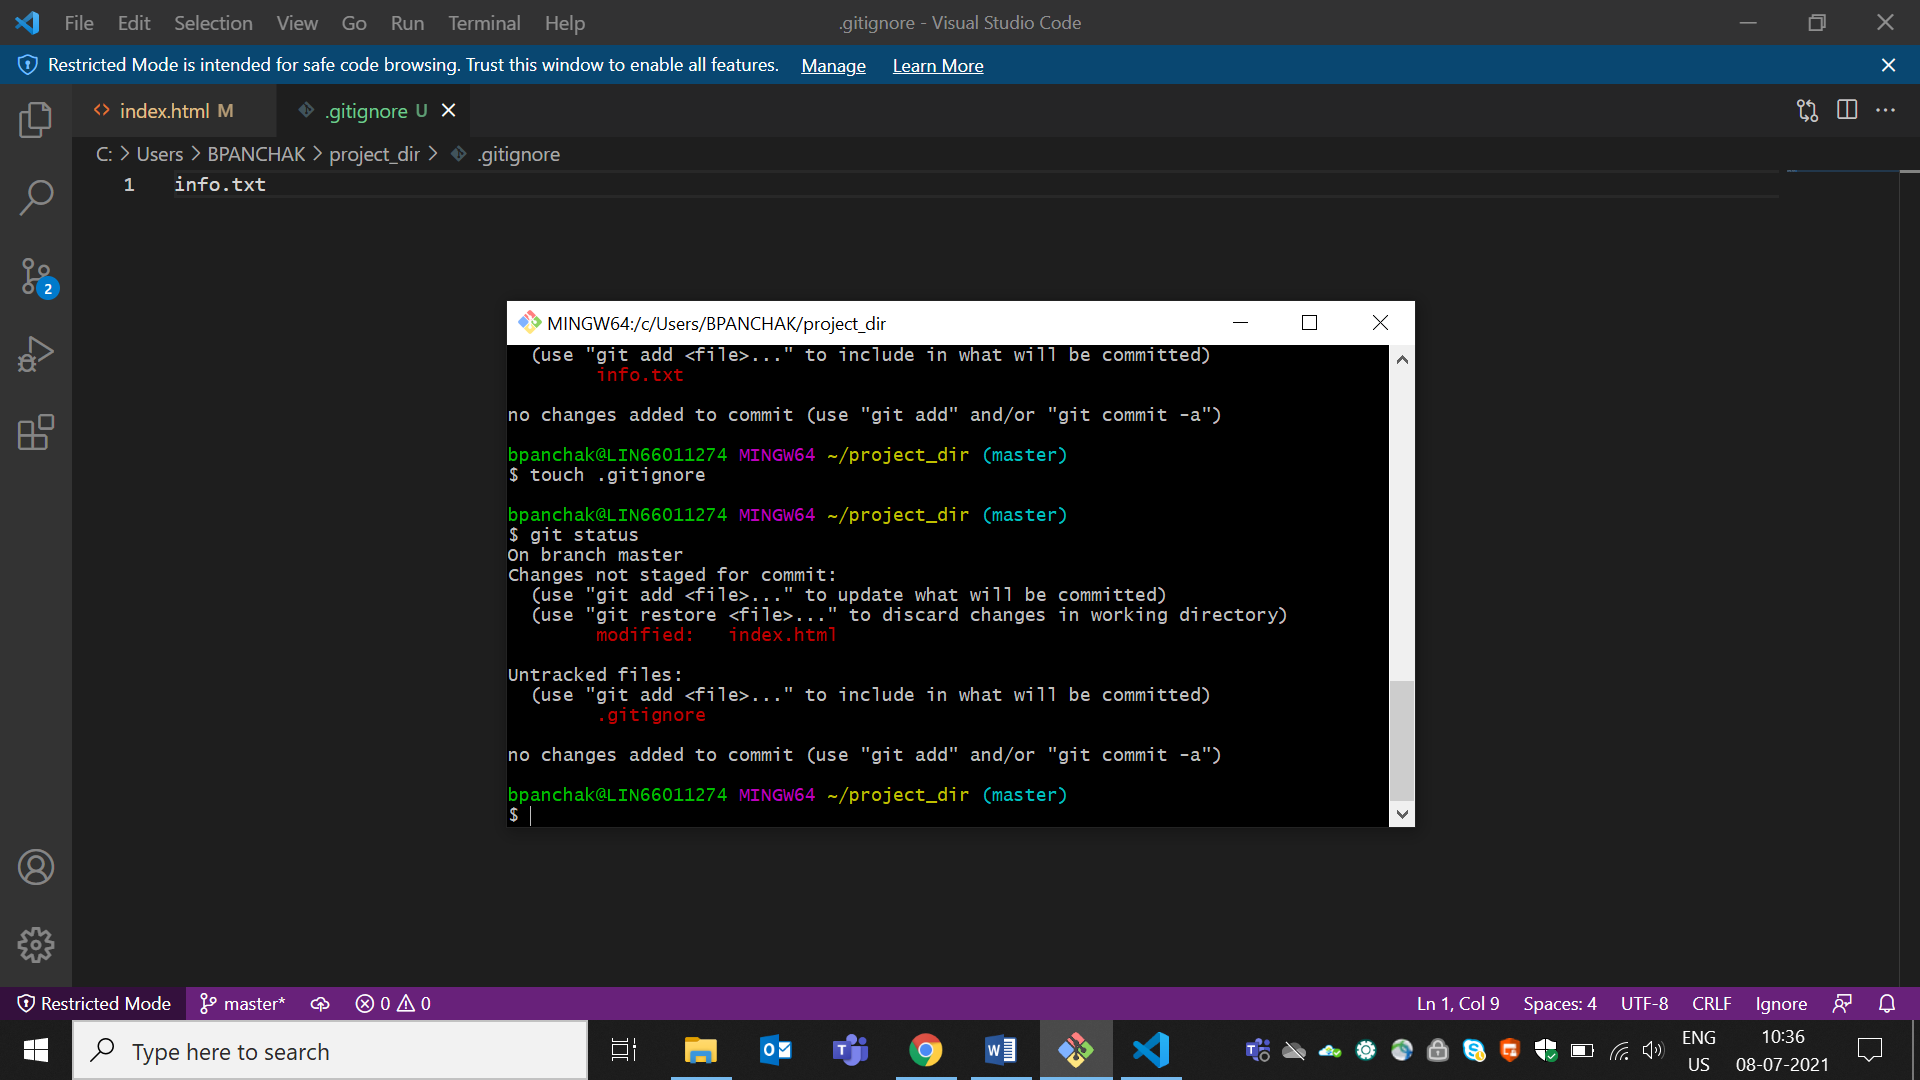 File Edit Selection View Go Run Terminal Help .gitignore - Visual Studio Code
Restricted Mode is intended for safe code browsing. Trust this window to enable all features. Manage Learn More
index.html M .gitignore U
C: > Users > BPANCHAK > project_dir > .gitignore
1 info.txt
2
MINGW64:/c/Users/BPANCHAK/project_dir
(use "git add <file>..." to include in what will be committed)
info.txt
no changes added to commit (use "git add" and/or "git commit -a")
bpanchak@LIN66011274 MINGW64 ~/project_dir (master)
$ touch .gitignore
bpanchak@LIN66011274 MINGW64 ~/project_dir (master)
$ git status
On branch master
Changes not staged for commit:
(use "git add <file>..." to update what will be committed)
(use "git restore <file>..." to discard changes in working directory)
modified: index.html
Untracked files:
(use "git add <file>..." to include in what will be committed)
.gitignore
no changes added to commit (use "git add" and/or "git commit -a")
bpanchak@LIN66011274 MINGW64 ~/project_dir (master)
$
Restricted Mode master* 0 0 Ln 1, Col 9 Spaces: 4 UTF-8 CRLF Ignore
Type here to search
ENG
US
10:36
08-07-2021